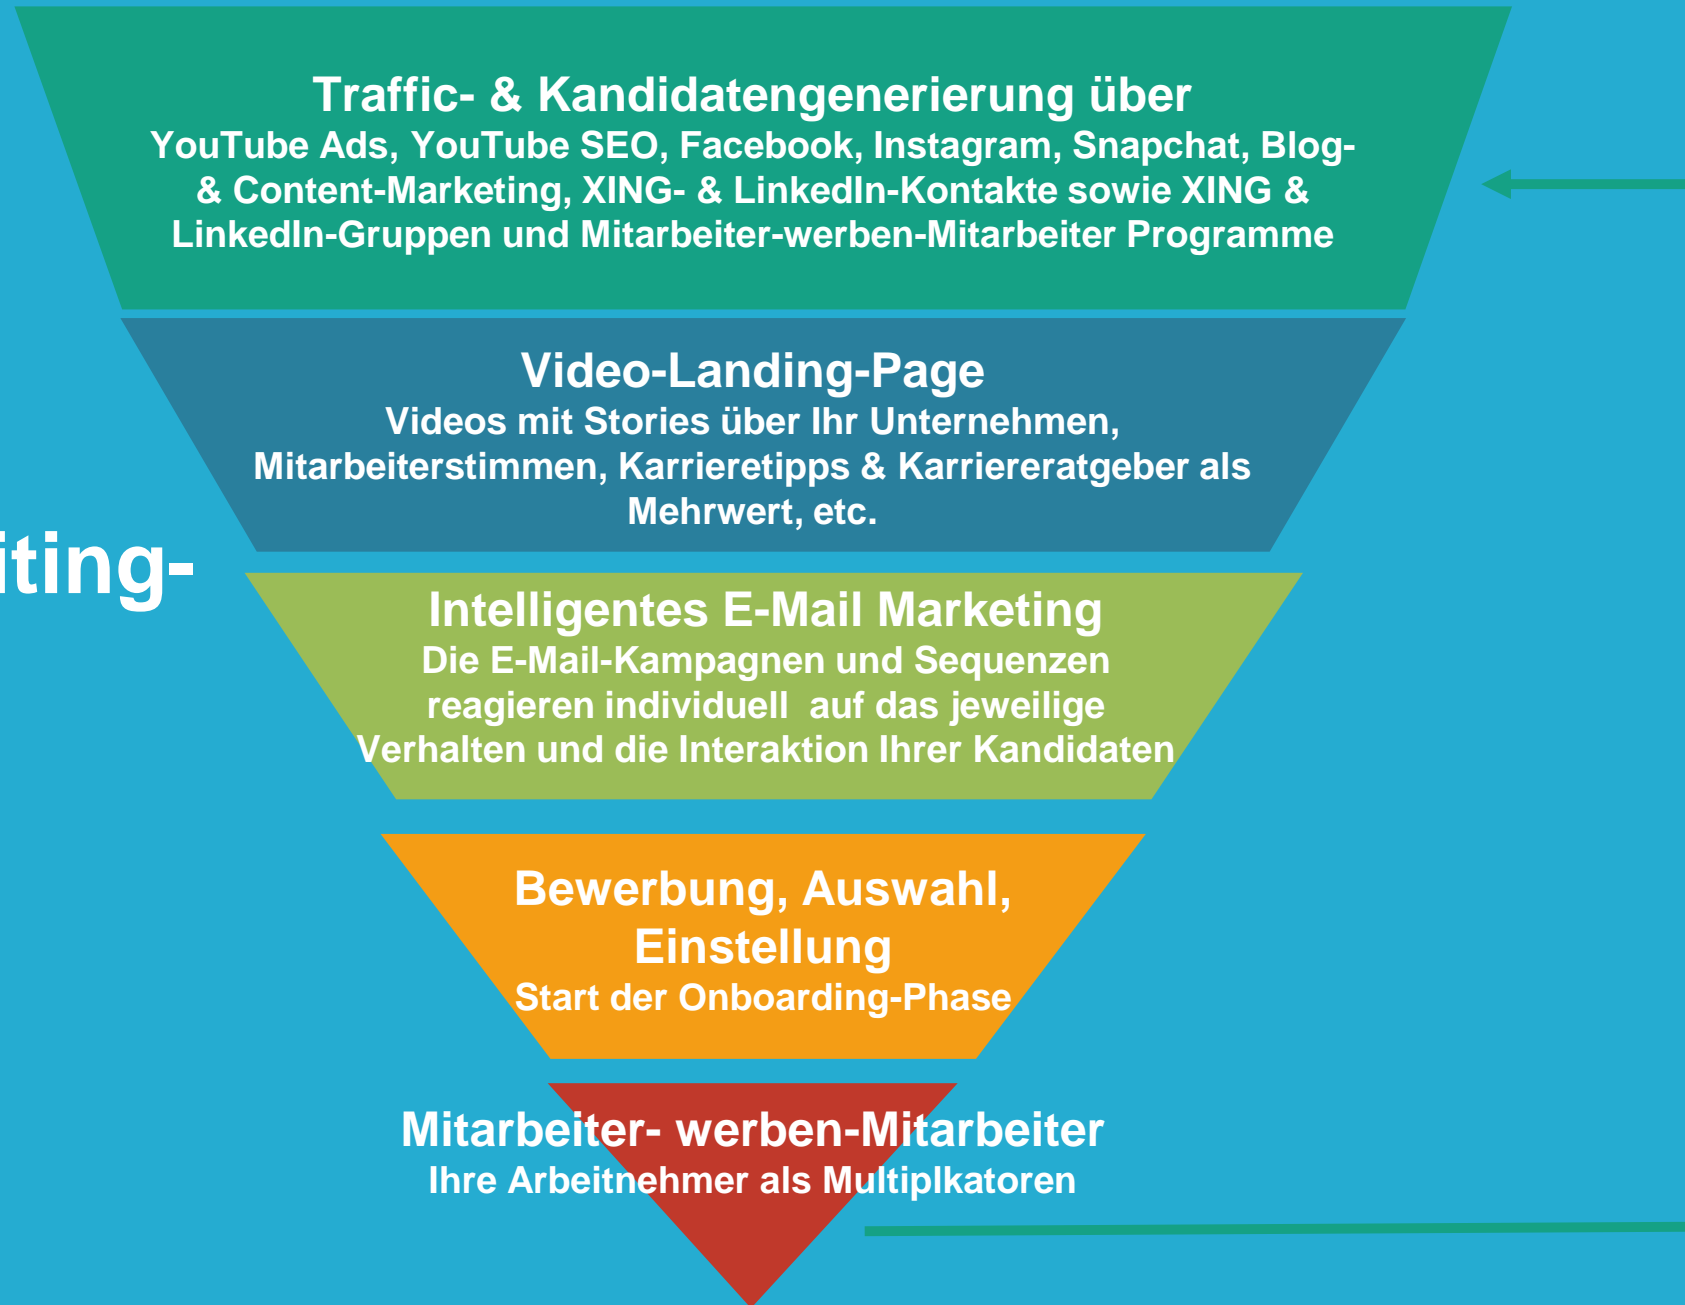 Traffic- & Kandidatengenerierung über
YouTube Ads, YouTube SEO, Facebook, Instagram, Snapchat, Blog-
& Content-Marketing, XING- & LinkedIn-Kontakte sowie XING &
LinkedIn-Gruppen und Mitarbeiter-werben-Mitarbeiter Programme
Video-Landing-Page
Videos mit Stories über Ihr Unternehmen,
Mitarbeiterstimmen, Karrieretipps & Karriereratgeber als
Mehrwert, etc.
iting-
Intelligentes E-Mail Marketing
Die E-Mail-Kampagnen und Sequenzen
reagieren individuell  auf das jeweilige
Verhalten und die Interaktion Ihrer Kandidaten
Bewerbung, Auswahl,
Einstellung
Start der Onboarding-Phase
Mitarbeiter- werben-Mitarbeiter
Ihre Arbeitnehmer als Multiplkatoren